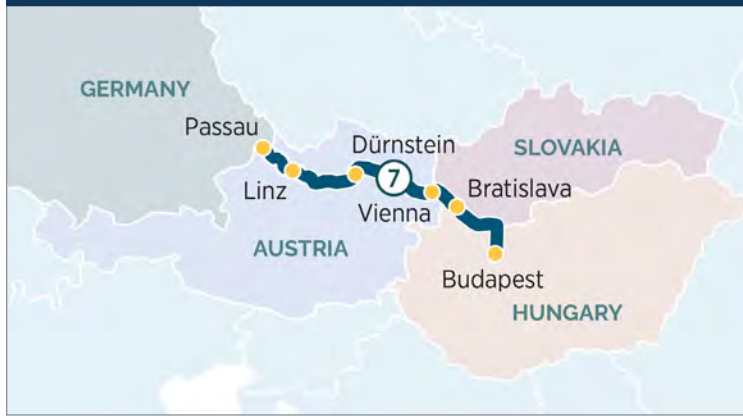 GERMANY
Passau
Dürnstein
SLOVAKIA
Linz
7
Bratislava
Vienna
AUSTRIA
Budapest
HUNGARY